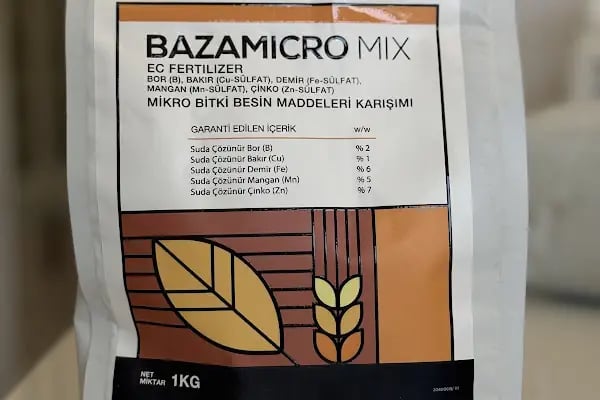 BAZAMICRO MIX
EC FERTILIZER
BOR (B), BAKIR (Cu-SÜLFAT), DEMİR (Fe-SÜLFAT),
MANGAN (Mn-SÜLFAT), ÇİNKO (Zn-SÜLFAT)
MİKRO BİTKİ BESİN MADDELERİ KARIŞIMI
GARANTİ EDİLEN İÇERİK w/w
Suda Çözünür Bor (B) % 2
Suda Çözünür Bakır (Cu) % 1
Suda Çözünür Demir (Fe) % 6
Suda Çözünür Mangan (Mn) % 5
Suda Çözünür Çinko (Zn) % 7
NET
MİKTAR 1KG